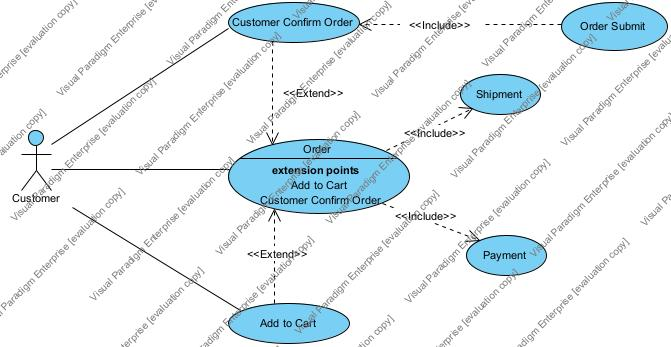 Customer Confirm Order
<<Include>>
Order Submit
<<Extend>>
Shipment
<<Include>>
Order
extension points
Add to Cart
Customer Confirm Order
Customer
<<Include>>
<<Extend>>
Payment
Add to Cart
Visual Paradigm Enterprise [evaluation copy]